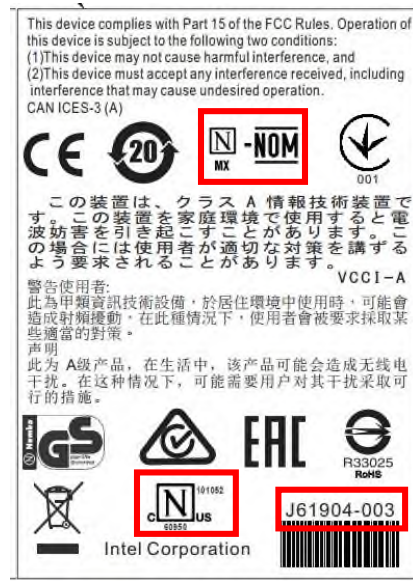 This device complies with Part 15 of the FCC Rules. Operation of
this device is subject to the following two conditions:
(1)This device may not cause harmful interference, and
(2)This device must accept any interference received, including
interference that may cause undesired operation.
CAN ICES-3 (A)
CE 20 N MX -NOM 001
この装置は、クラス A 情報技術装置で
す。この装置を家庭環境で使用すると電
波妨害を引き起こすことがあります。こ
の場合には使用者が適切な対策を講ずる
よう要求されることがあります。
VCCI-A
警告使用者:
此為甲類資訊技術設備，於居住環境中使用時，可能會
造成射頻擾動，在此種情況下，使用者會被要求採取某
些適當的對策。
声明
此为 A级产品，在生活中，该产品可能会造成无线电
干扰。在这种情况下，可能需要用户对其干扰采取可
行的措施。
N Nemko GS EAC R33025
RoHS
c N us 101052
60950
J61904-003
Intel Corporation